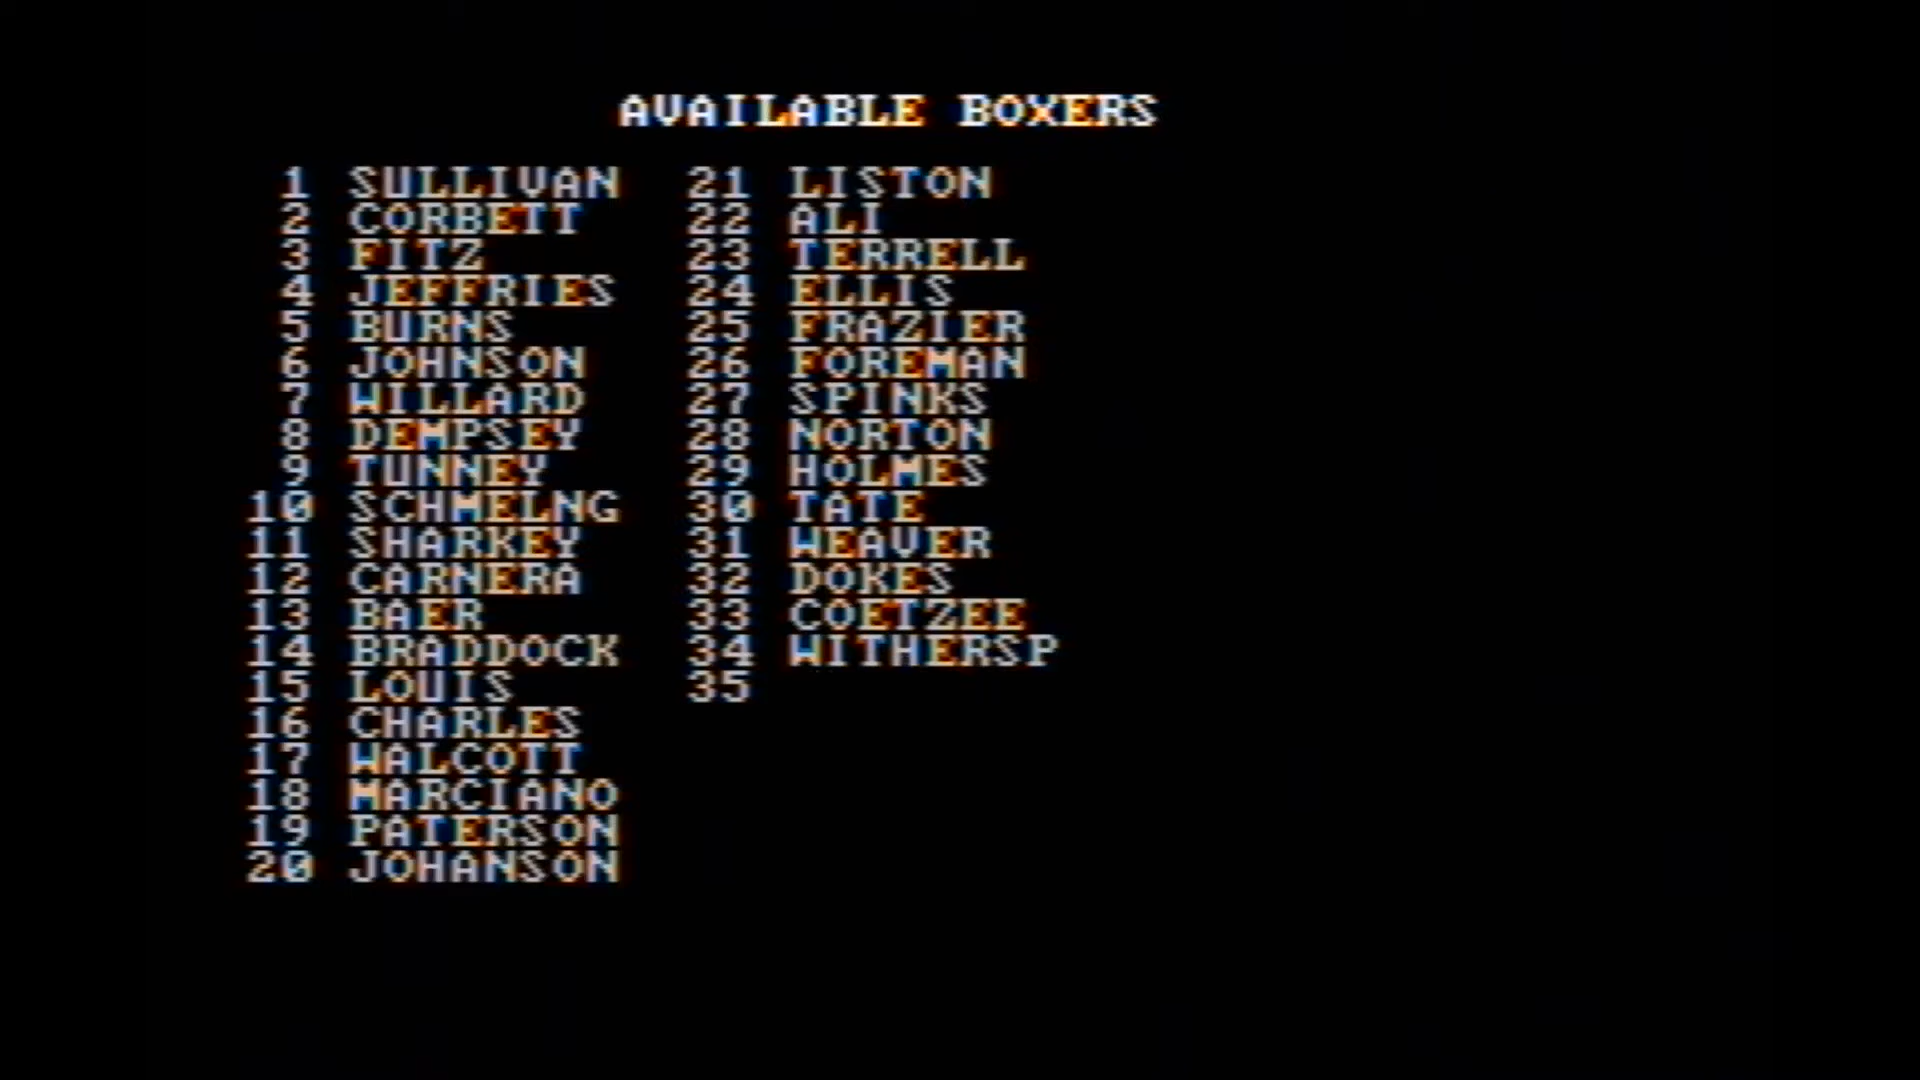 AVAILABLE BOXERS
1 SULLIVAN 21 LISTON
2 CORBETT 22 ALI
3 FITZ 23 TERRELL
4 JEFFRIES 24 ELLIS
5 BURNS 25 FRAZIER
6 JOHNSON 26 FOREMAN
7 WILLARD 27 SPINKS
8 DEMPSEY 28 NORTON
9 TUNNEY 29 HOLMES
10 SCHMELNG 30 TATE
11 SHARKEY 31 WEAVER
12 CARNERA 32 DOKES
13 BAER 33 COETZEE
14 BRADDOCK 34 WITHERSP
15 LOUIS 35
16 CHARLES
17 WALCOTT
18 MARCIANO
19 PATERSON
20 JOHANSON